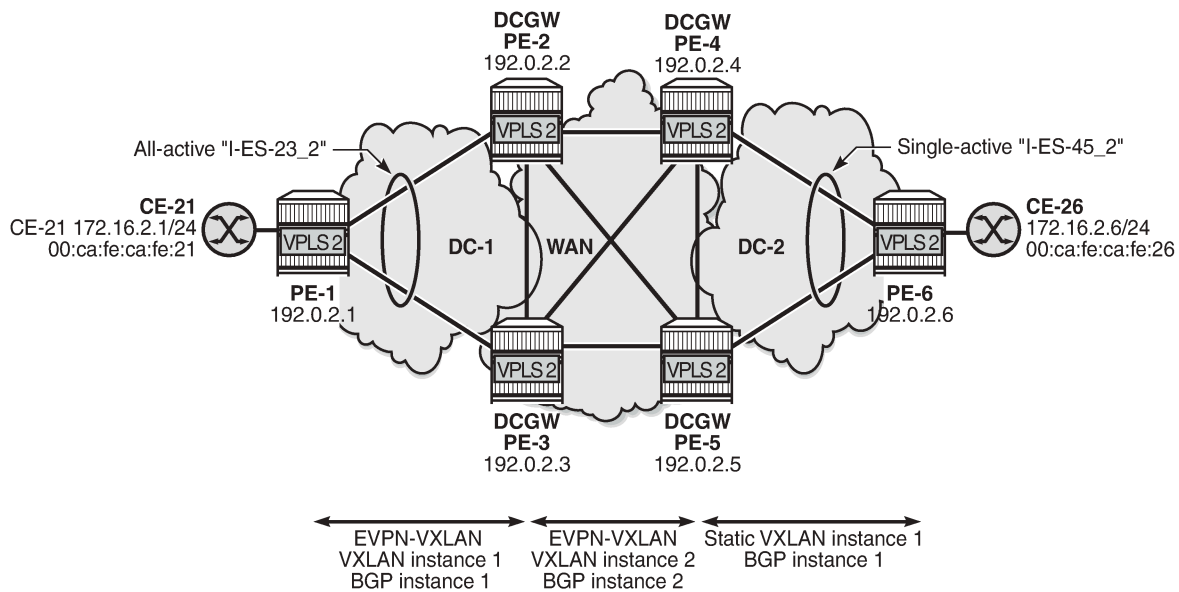 DCGW
PE-2
192.0.2.2
DCGW
PE-4
192.0.2.4
VPLS 2
VPLS 2
All-active "I-ES-23_2"
Single-active "I-ES-45_2"
CE-21
CE-21 172.16.2.1/24
00:ca:fe:ca:fe:21
VPLS 2
PE-1
192.0.2.1
DC-1
WAN
DC-2
VPLS 2
PE-6
192.0.2.6
CE-26
172.16.2.6/24
00:ca:fe:ca:fe:26
VPLS 2
VPLS 2
DCGW
PE-3
192.0.2.3
DCGW
PE-5
192.0.2.5
EVPN-VXLAN
VXLAN instance 1
BGP instance 1
EVPN-VXLAN
VXLAN instance 2
BGP instance 2
Static VXLAN instance 1
BGP instance 1